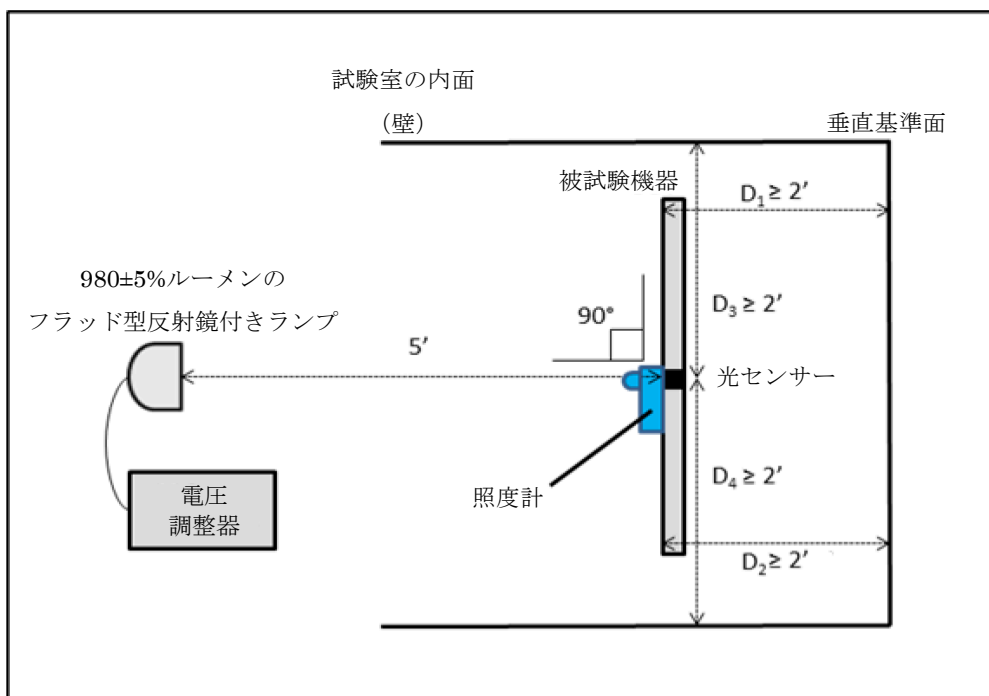 試験室の内面
（壁）
垂直基準面
被試験機器
D₁ ≥ 2′
980±5%ルーメンの
フラッド型反射鏡付きランプ
90°
D₃ ≥ 2′
5′
光センサー
照度計
D₄ ≥ 2′
電圧
調整器
D₂ ≥ 2′